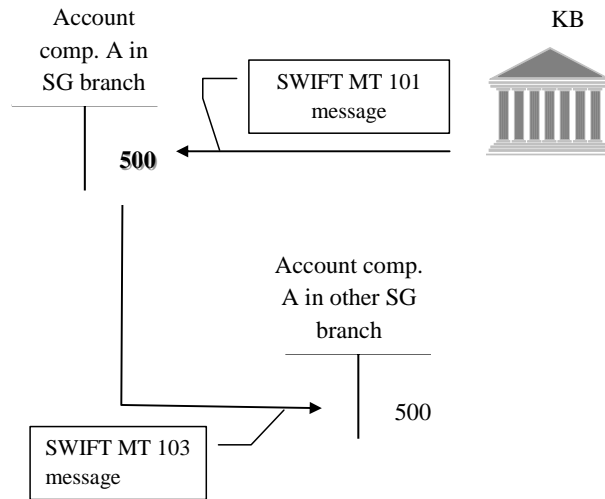 Account
comp. A in
SG branch
KB
SWIFT MT 101
message
500
Account comp.
A in other SG
branch
500
SWIFT MT 103
message